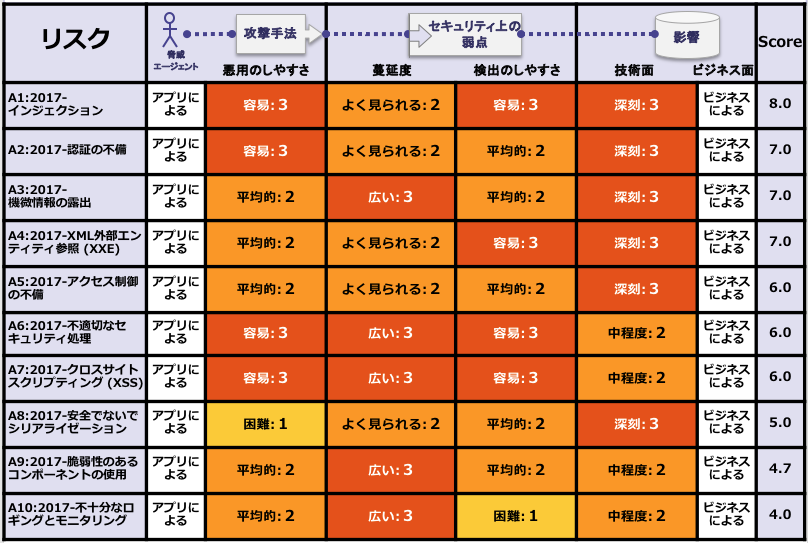 リスク
脅威
エージェント
攻撃手法
セキュリティ上の
弱点
影響
Score
悪用のしやすさ
蔓延度
検出のしやすさ
技術面
ビジネス面
A1:2017-
インジェクション
アプリに
よる
容易: 3
よく見られる: 2
容易: 3
深刻: 3
ビジネス
による
8.0
A2:2017-認証の不備
アプリに
よる
容易: 3
よく見られる: 2
平均的: 2
深刻: 3
ビジネス
による
7.0
A3:2017-
機微情報の露出
アプリに
よる
平均的: 2
広い: 3
平均的: 2
深刻: 3
ビジネス
による
7.0
A4:2017-XML外部エン
ティティ参照 (XXE)
アプリに
よる
平均的: 2
よく見られる: 2
容易: 3
深刻: 3
ビジネス
による
7.0
A5:2017-アクセス制御
の不備
アプリに
よる
平均的: 2
よく見られる: 2
平均的: 2
深刻: 3
ビジネス
による
6.0
A6:2017-不適切なセ
キュリティ処理
アプリに
よる
容易: 3
広い: 3
容易: 3
中程度: 2
ビジネス
による
6.0
A7:2017-クロスサイト
スクリプティング (XSS)
アプリに
よる
容易: 3
広い: 3
容易: 3
中程度: 2
ビジネス
による
6.0
A8:2017-安全でないデ
シリアライゼーション
アプリに
よる
困難: 1
よく見られる: 2
平均的: 2
深刻: 3
ビジネス
による
5.0
A9:2017-脆弱性のある
コンポーネントの使用
アプリに
よる
平均的: 2
広い: 3
平均的: 2
中程度: 2
ビジネス
による
4.7
A10:2017-不十分なロ
ギングとモニタリング
アプリに
よる
平均的: 2
広い: 3
困難: 1
中程度: 2
ビジネス
による
4.0